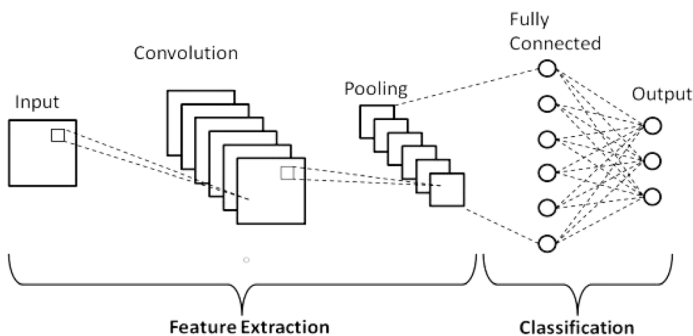 Input
Convolution
Pooling
Fully
Connected
Output
Feature Extraction
Classification